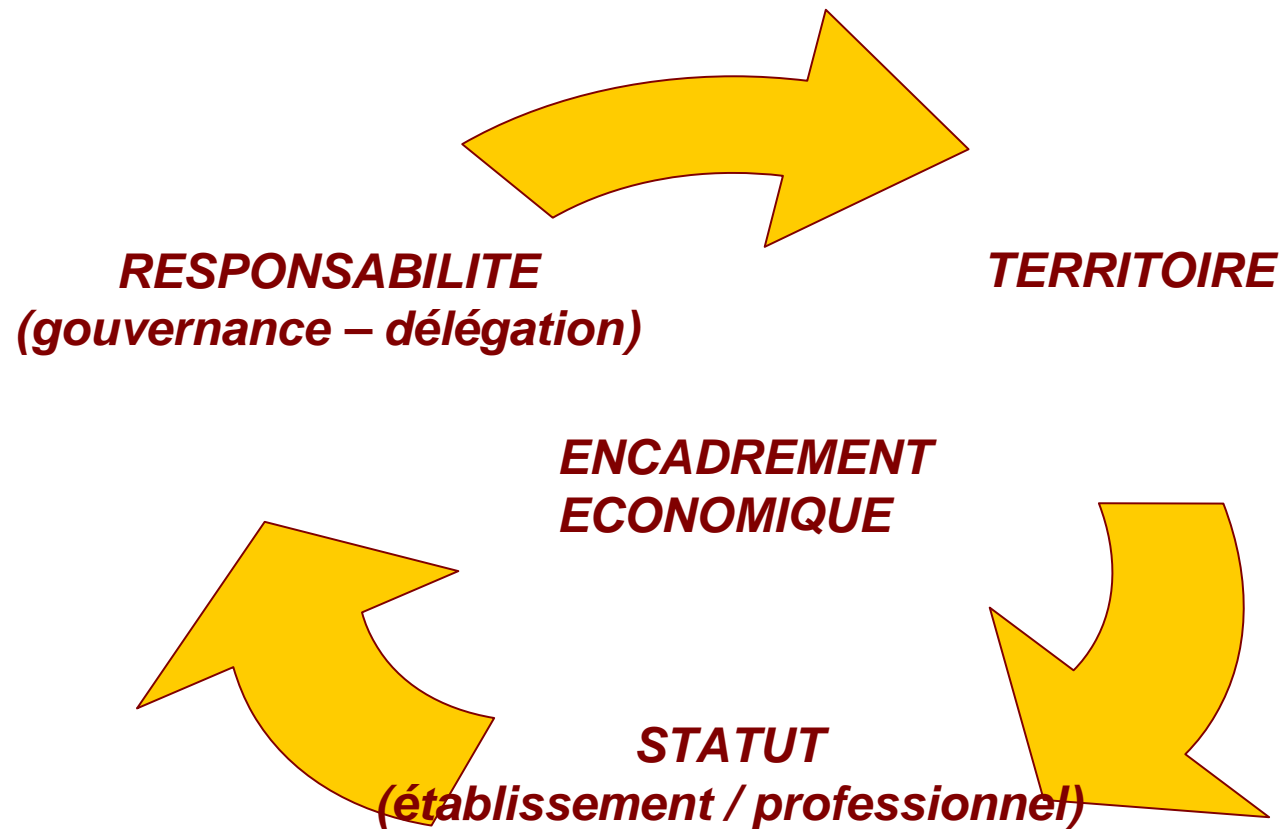 RESPONSABILITE
(gouvernance – délégation)
TERRITOIRE
ENCADREMENT
ECONOMIQUE
STATUT
(établissement / professionnel)